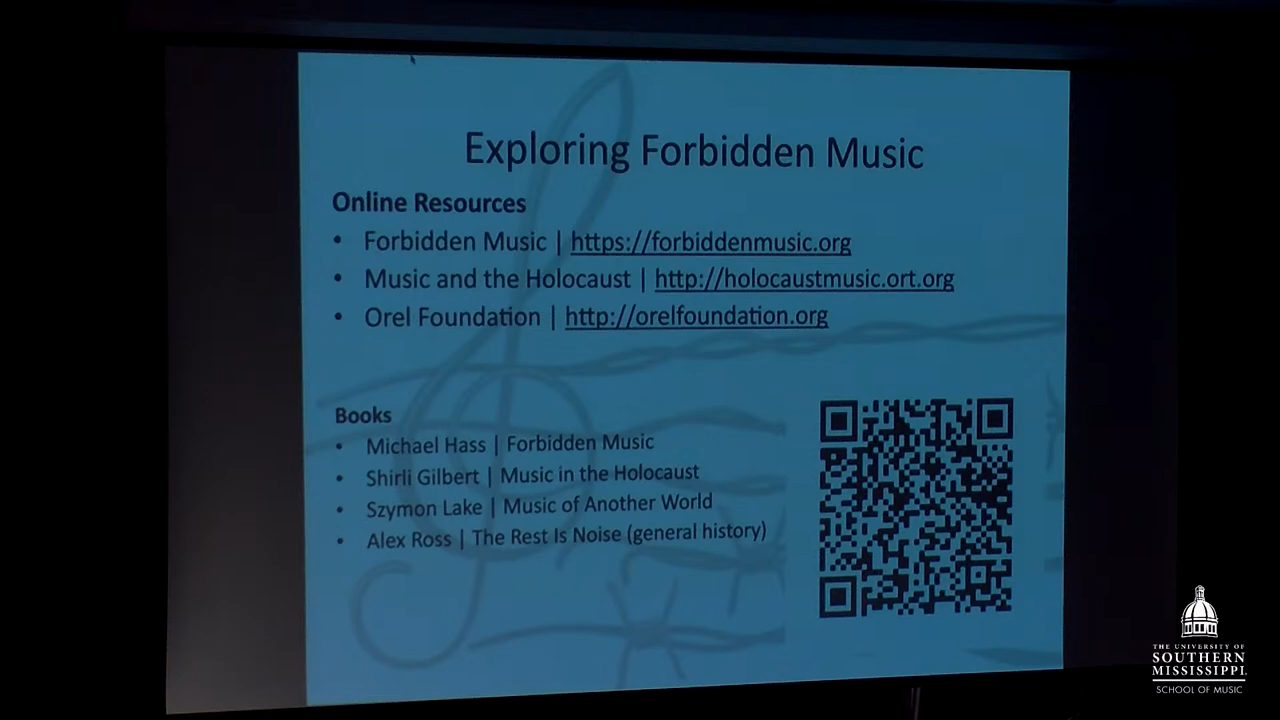 Exploring Forbidden Music
Online Resources
• Forbidden Music | https://forbiddenmusic.org
• Music and the Holocaust | http://holocaustmusic.ort.org
• Orel Foundation | http://orelfoundation.org
Books
• Michael Hass | Forbidden Music
• Shirli Gilbert | Music in the Holocaust
• Szymon Lake | Music of Another World
• Alex Ross | The Rest Is Noise (general history)
THE UNIVERSITY OF
SOUTHERN
MISSISSIPPI.
SCHOOL OF MUSIC